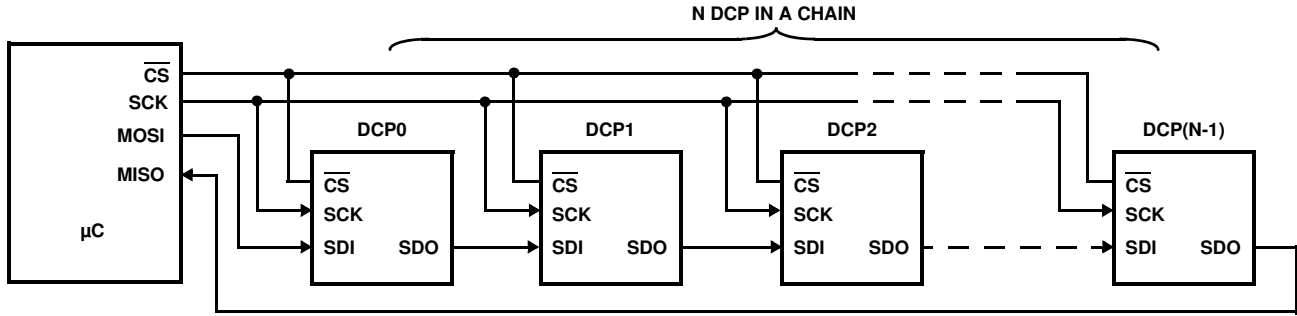 N DCP IN A CHAIN
CS
SCK
MOSI
MISO
µC
DCP0
CS
SCK
SDI SDO
DCP1
CS
SCK
SDI SDO
DCP2
CS
SCK
SDI SDO
DCP(N-1)
CS
SCK
SDI SDO